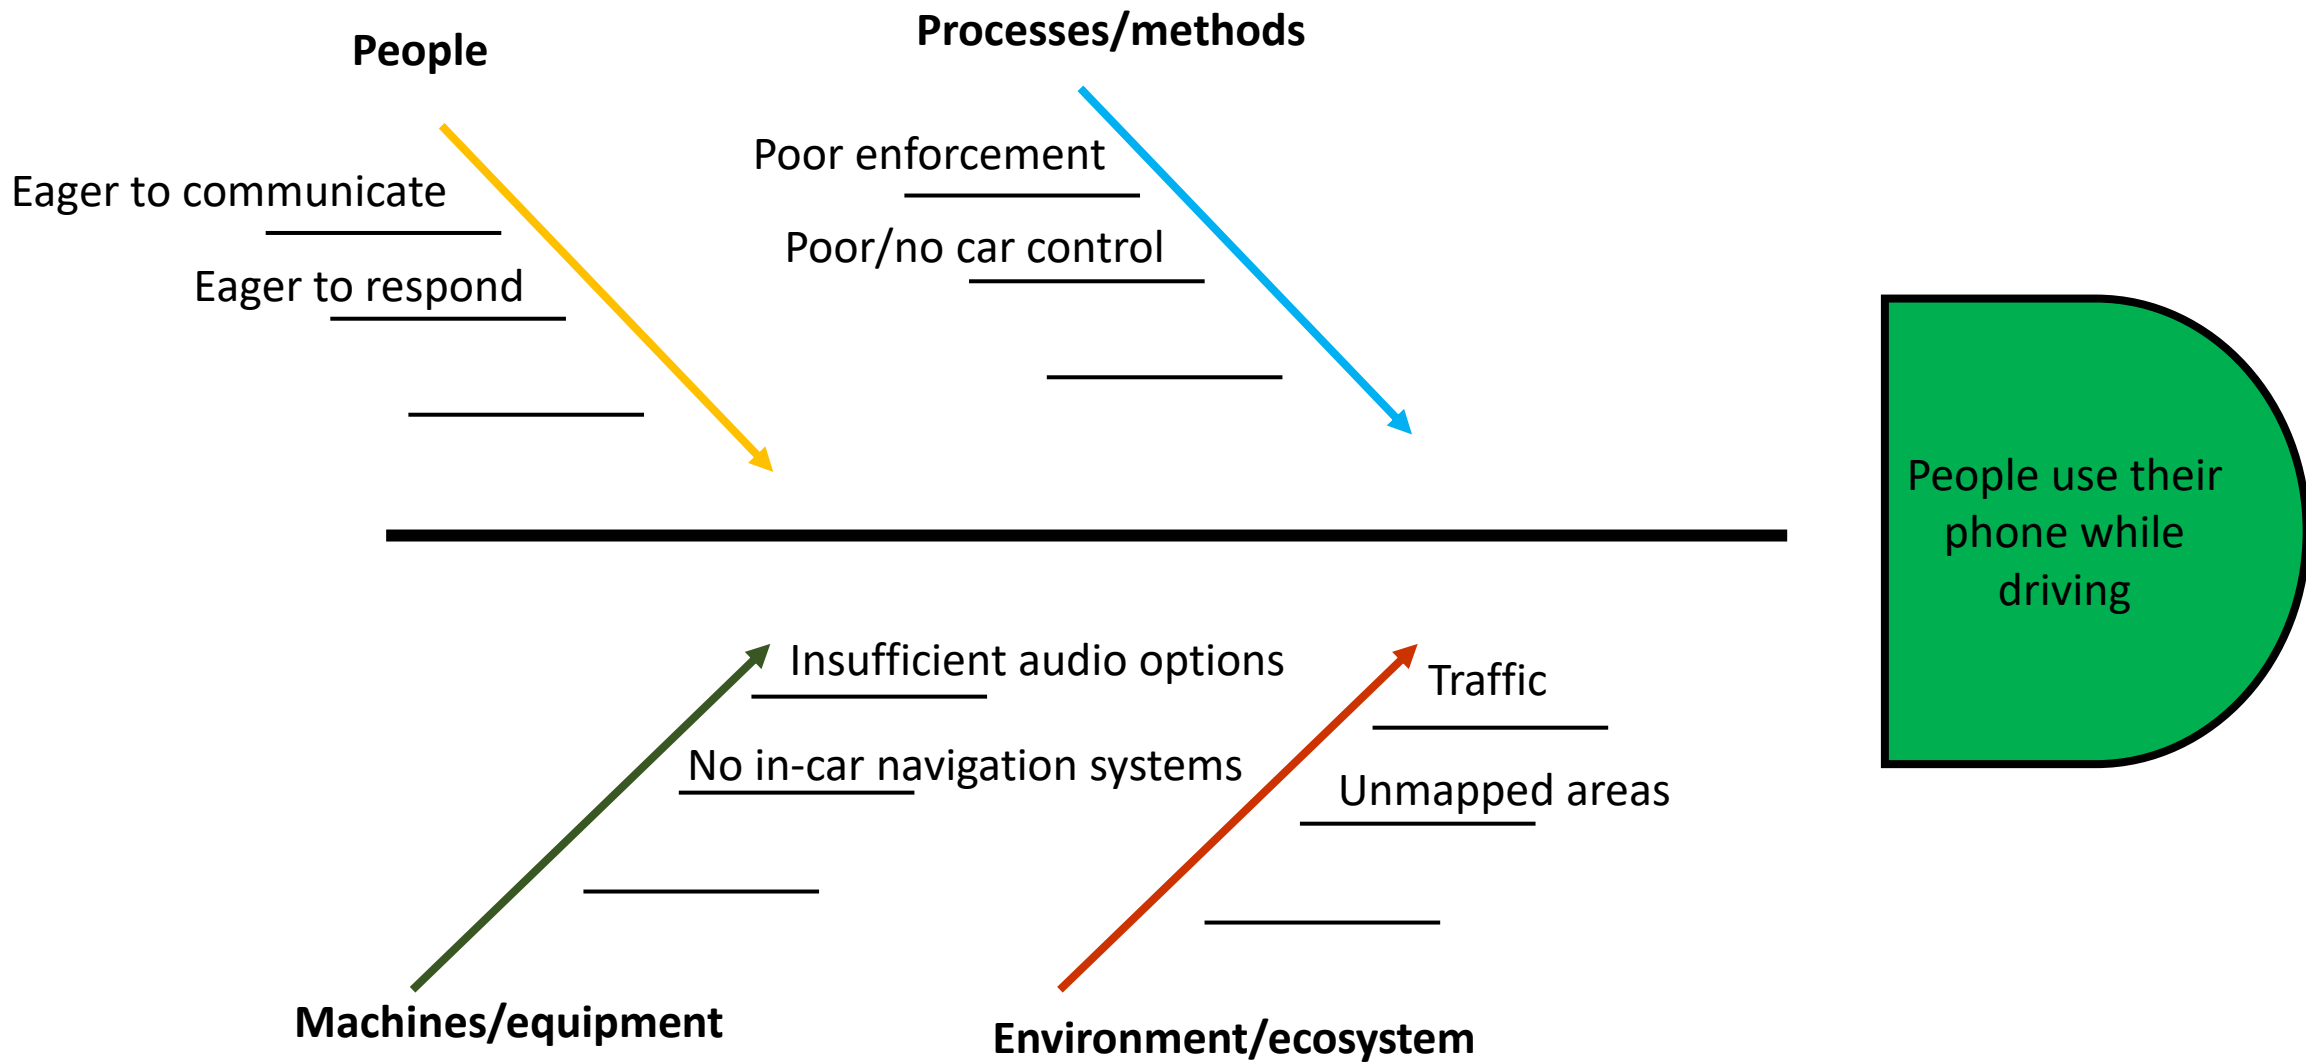 People
Processes/methods
Eager to communicate
Eager to respond
Poor enforcement
Poor/no car control
People use their
phone while
driving
Insufficient audio options
No in-car navigation systems
Traffic
Unmapped areas
Machines/equipment
Environment/ecosystem